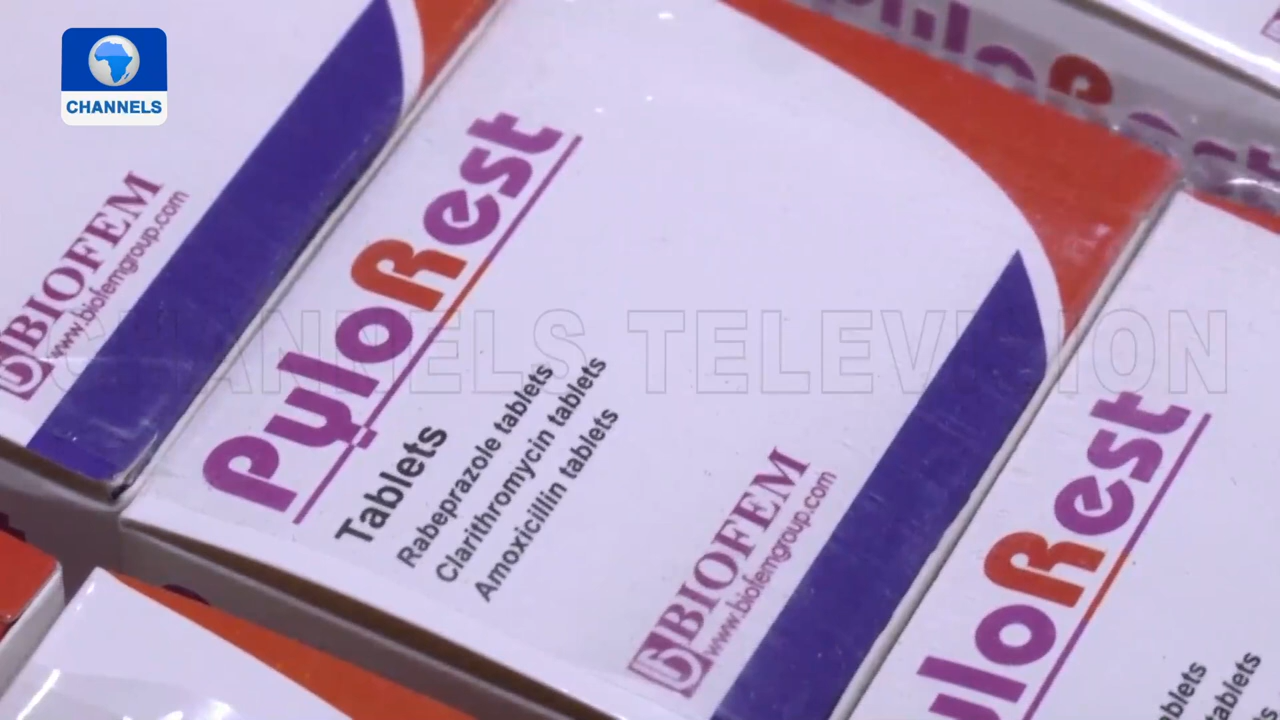 CHANNELS
BIOFEM
www.biofemgroup.com
PyloRest
Tablets
Rabeprazole tablets
Clarithromycin tablets
Amoxicillin tablets
BIOFEM
www.biofemgroup.com
CHANNELS TELEVISION
PyloRest